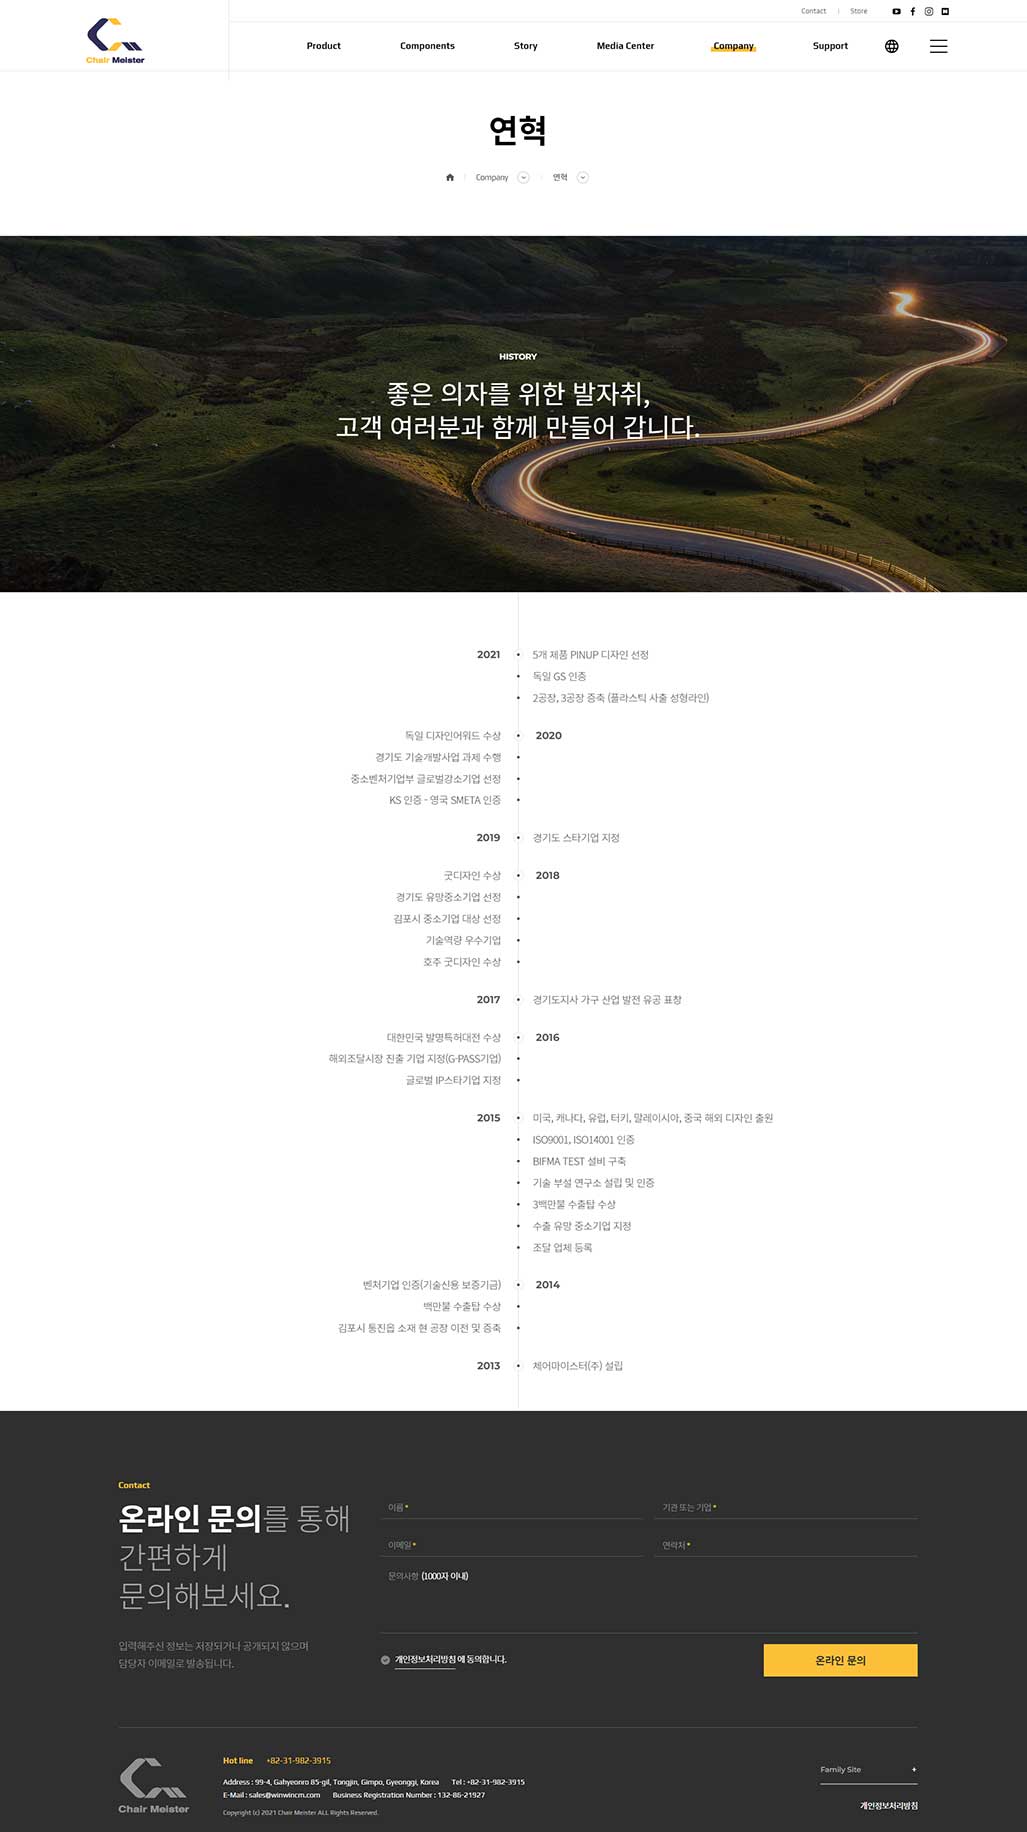 Contact
Store
Chair Meister
Product
Components
Story
Media Center
Company
Support
연혁
Company
연혁
HISTORY
좋은 의자를 위한 발자취,
고객 여러분과 함께 만들어 갑니다.
2021
5개 제품 PINUP 디자인 선정
독일 GS 인증
2공장, 3공장 증축 (플라스틱 사출 성형라인)
독일 디자인어워드 수상
2020
경기도 기술개발사업 과제 수행
중소벤처기업부 글로벌강소기업 선정
KS 인증 - 영국 SMETA 인증
2019
경기도 스타기업 지정
굿디자인 수상
2018
경기도 유망중소기업 선정
김포시 중소기업 대상 선정
기술역량 우수기업
호주 굿디자인 수상
2017
경기도지사 가구 산업 발전 유공 표창
대한민국 발명특허대전 수상
2016
해외조달시장 진출 기업 지정(G-PASS기업)
글로벌 IP스타기업 지정
2015
미국, 캐나다, 유럽, 터키, 말레이시아, 중국 해외 디자인 출원
ISO9001, ISO14001 인증
BIFMA TEST 설비 구축
기술 부설 연구소 설립 및 인증
3백만불 수출탑 수상
수출 유망 중소기업 지정
조달 업체 등록
벤처기업 인증(기술신용 보증기금)
2014
백만불 수출탑 수상
김포시 통진읍 소재 현 공장 이전 및 증축
2013
체어마이스터(주) 설립
Contact
온라인 문의를 통해
간편하게
문의해보세요.
입력해주신 정보는 저장되거나 공개되지 않으며
담당자 이메일로 발송됩니다.
이름
기관 또는 기업
이메일
연락처
문의사항 (1000자 이내)
개인정보처리방침 에 동의합니다.
온라인 문의
Chair Meister
Hot line +82-31-982-3915
Address : 99-4, Gahyeonro 85-gil, Tongjin, Gimpo, Gyeonggi, Korea Tel : +82-31-982-3915
E-Mail : sales@winwincm.com Business Registration Number : 132-86-21927
Copyright (c) 2021 Chair Meister ALL Rights Reserved.
Family Site +
개인정보처리방침